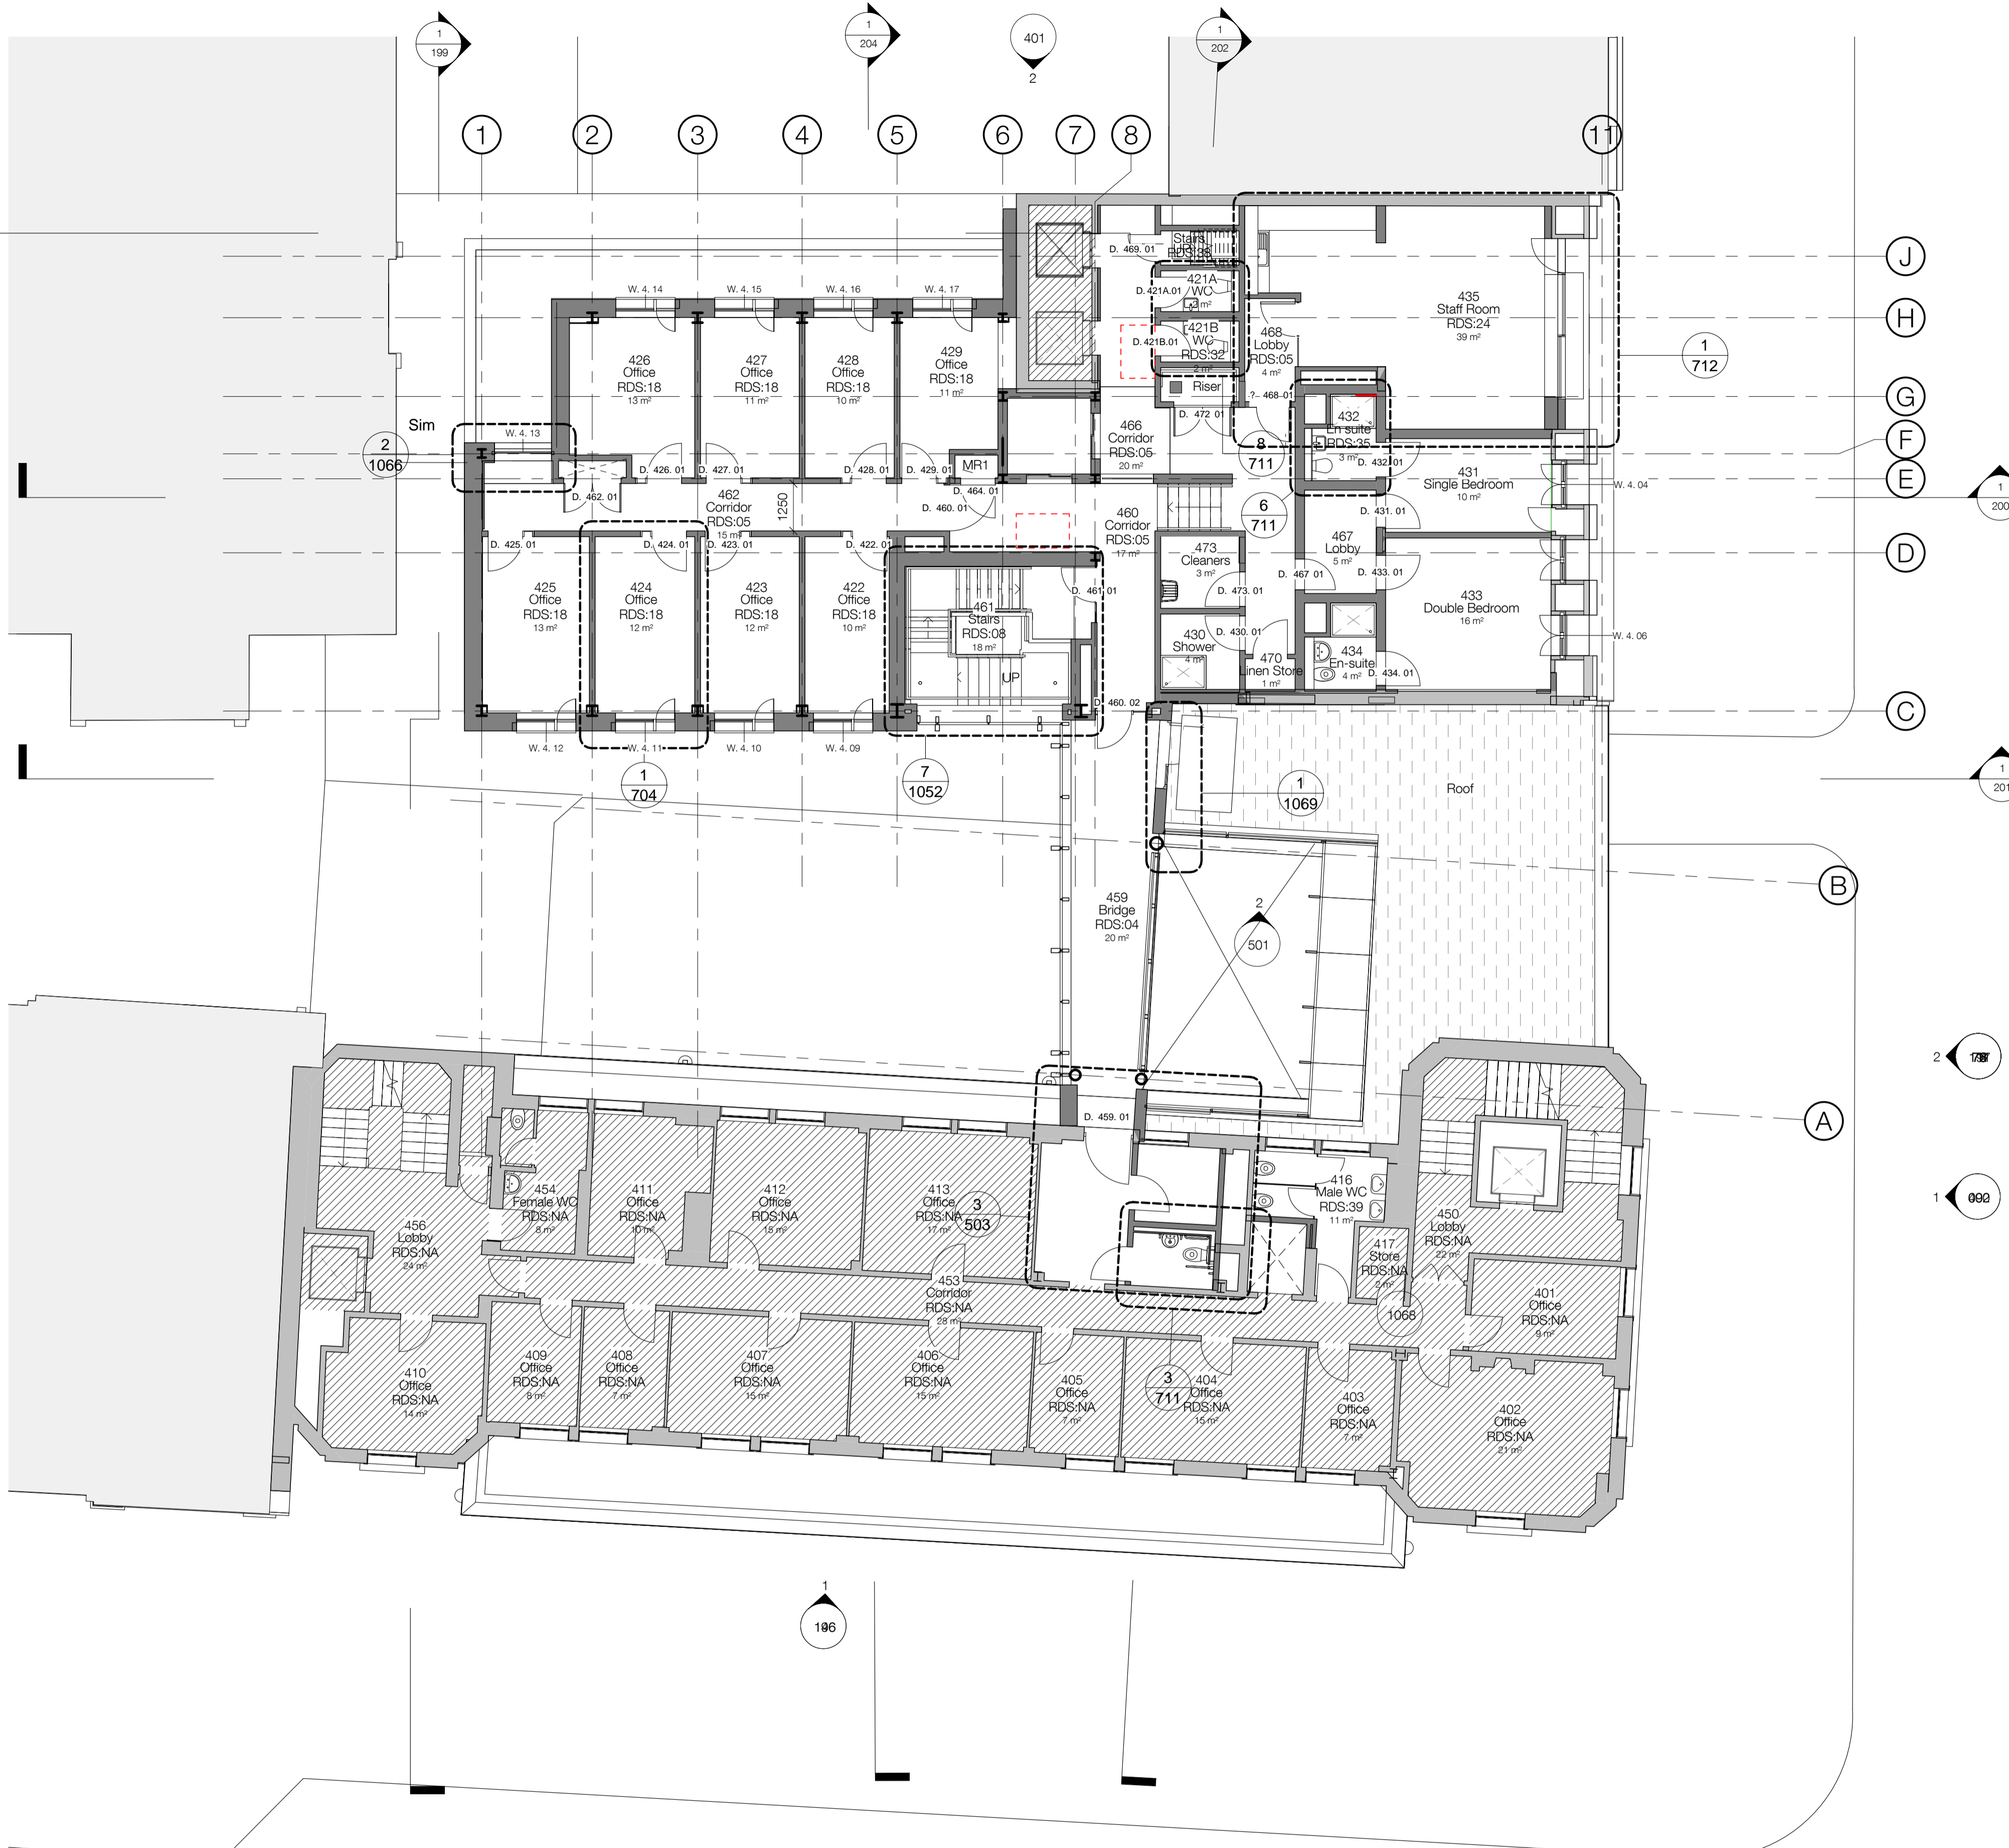 1
199
1
204
401
2
1
202
1
2
3
4
5
6
7
8
11
J
H
G
F
E
D
C
B
A
D. 469. 01
Stairs
421A
WC
D. 421A.01
421B
WC
RDS:32
2 m²
D. 421B.01
468
Lobby
RDS:05
4 m²
435
Staff Room
RDS:24
39 m²
1
712
W. 4. 14
W. 4. 15
W. 4. 16
W. 4. 17
426
Office
RDS:18
13 m²
427
Office
RDS:18
11 m²
428
Office
RDS:18
10 m²
429
Office
RDS:18
11 m²
Riser
?- 468-01
D. 472. 01
432
En suite
RDS:35
3 m²
D. 432. 01
Sim
2
1066
W. 4. 13
466
Corridor
RDS:05
20 m²
8
711
MR1
D. 426. 01
D. 427. 01
D. 428. 01
D. 429. 01
D. 464. 01
D. 460. 01
D. 462. 01
462
Corridor
RDS:05
15 m²
1250
431
Single Bedroom
10 m²
W. 4. 04
1
200
6
711
460
Corridor
RDS:05
17 m²
D. 431. 01
D. 425. 01
D. 424. 01
D. 423. 01
D. 422. 01
473
Cleaners
3 m²
467
Lobby
5 m²
D. 467. 01
D. 433. 01
D. 461. 01
D. 473. 01
425
Office
RDS:18
13 m²
424
Office
RDS:18
12 m²
423
Office
RDS:18
12 m²
422
Office
RDS:18
10 m²
461
Stairs
RDS:08
18 m²
UP
433
Double Bedroom
16 m²
W. 4. 06
430
Shower
4 m²
D. 430. 01
470
Linen Store
1 m²
434
En-suite
4 m²
D. 434. 01
D. 460. 02
W. 4. 12
W. 4. 11
W. 4. 10
W. 4. 09
1
704
7
1052
1
1069
Roof
1
201
459
Bridge
RDS:04
20 m²
2
501
2
D. 459. 01
454
Female WC
RDS:NA
8 m²
411
Office
RDS:NA
10 m²
412
Office
RDS:NA
15 m²
413
Office
RDS:NA
17 m²
3
503
416
Male WC
RDS:39
11 m²
456
Lobby
RDS:NA
24 m²
450
Lobby
RDS:NA
22 m²
417
Store
RDS:NA
2 m²
1
453
Corridor
RDS:NA
28 m²
1068
401
Office
RDS:NA
9 m²
410
Office
RDS:NA
14 m²
409
Office
RDS:NA
8 m²
408
Office
RDS:NA
7 m²
407
Office
RDS:NA
15 m²
406
Office
RDS:NA
15 m²
405
Office
RDS:NA
7 m²
3
711
404
Office
RDS:NA
15 m²
403
Office
RDS:NA
7 m²
402
Office
RDS:NA
21 m²
1